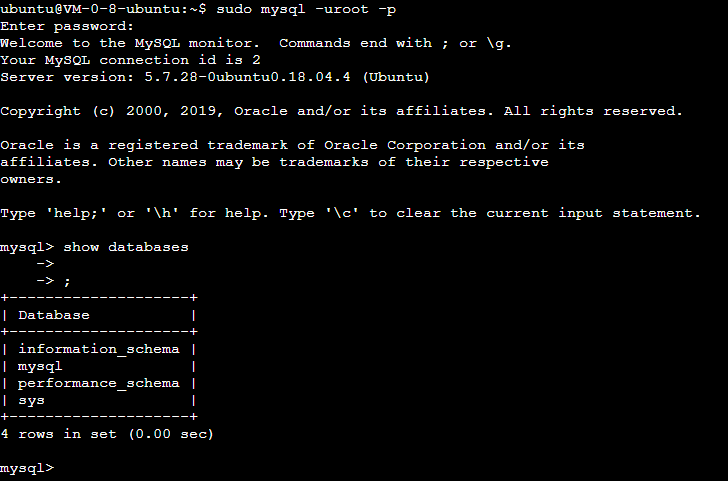 ubuntu@VM-0-8-ubuntu:~$ sudo mysql -uroot -p
Enter password:
Welcome to the MySQL monitor.  Commands end with ; or \g.
Your MySQL connection id is 2
Server version: 5.7.28-0ubuntu0.18.04.4 (Ubuntu)

Copyright (c) 2000, 2019, Oracle and/or its affiliates. All rights reserved.

Oracle is a registered trademark of Oracle Corporation and/or its
affiliates. Other names may be trademarks of their respective
owners.

Type 'help;' or '\h' for help. Type '\c' to clear the current input statement.

mysql> show databases
    ->
    -> ;
+--------------------+
| Database           |
+--------------------+
| information_schema |
| mysql              |
| performance_schema |
| sys                |
+--------------------+
4 rows in set (0.00 sec)

mysql>